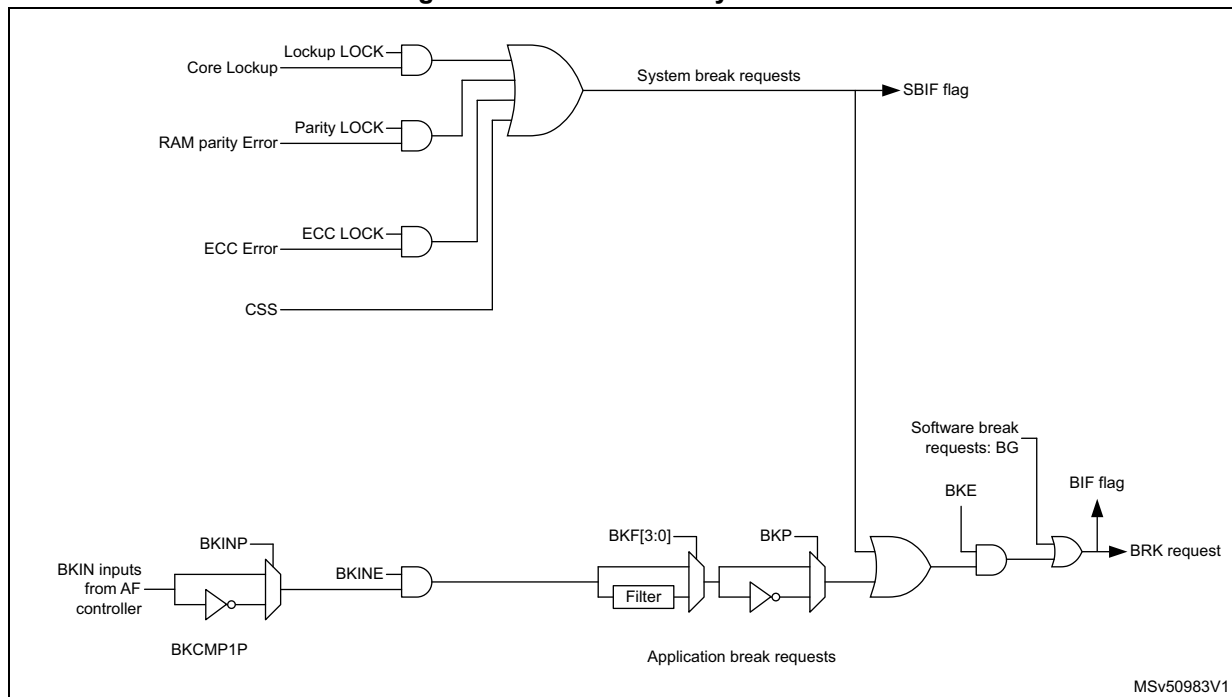 Lockup LOCK
Core Lockup
System break requests
SBIF flag
Parity LOCK
RAM parity Error
ECC LOCK
ECC Error
CSS
Software break
requests: BG
BIF flag
BKE
BKINP
BKF[3:0]
BKP
BRK request
BKIN inputs
from AF
controller
BKINE
Filter
BKCMP1P
Application break requests
MSv50983V1